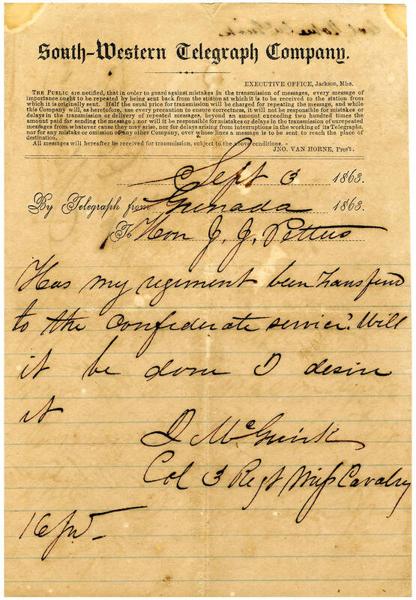 South-Western Telegraph Company.
EXECUTIVE OFFICE, Jackson, Miss.
THE PUBLIC are notified, that in order to guard against mistakes in the transmission of messages, every message of
importance ought to be repeated by being sent back from the station at which it is to be received to the station from
which it is originally sent. Half the usual price for transmission will be charged for repeating the message, and while
this Company will, as heretofore, use every precaution to ensure correctness, it will not be responsible for mistakes or
delays in the transmission or delivery of repeated messages, beyond an amount exceeding two hundred times the
amount paid for sending the message; nor will it be responsible for mistakes or delays in the transmission of unrepeated
messages from whatever cause they may arise, nor for delays arising from interruptions in the working of its Telegraphs,
nor for any mistake or omission of any other Company, over whose lines a message is to be sent to reach the place of
destination.
All messages will hereafter be received for transmission, subject to the above conditions.
JNO. VAN HORNE, Pres't.
Sept 3 1863.
By Telegraph from Grenada 1863.
To Hon J. J. Pettus
Has my regiment been transferd
to the Confederate service? Will
it be done I desire
it
McGuirk
Col 3 Regt Miss Cavalry
16